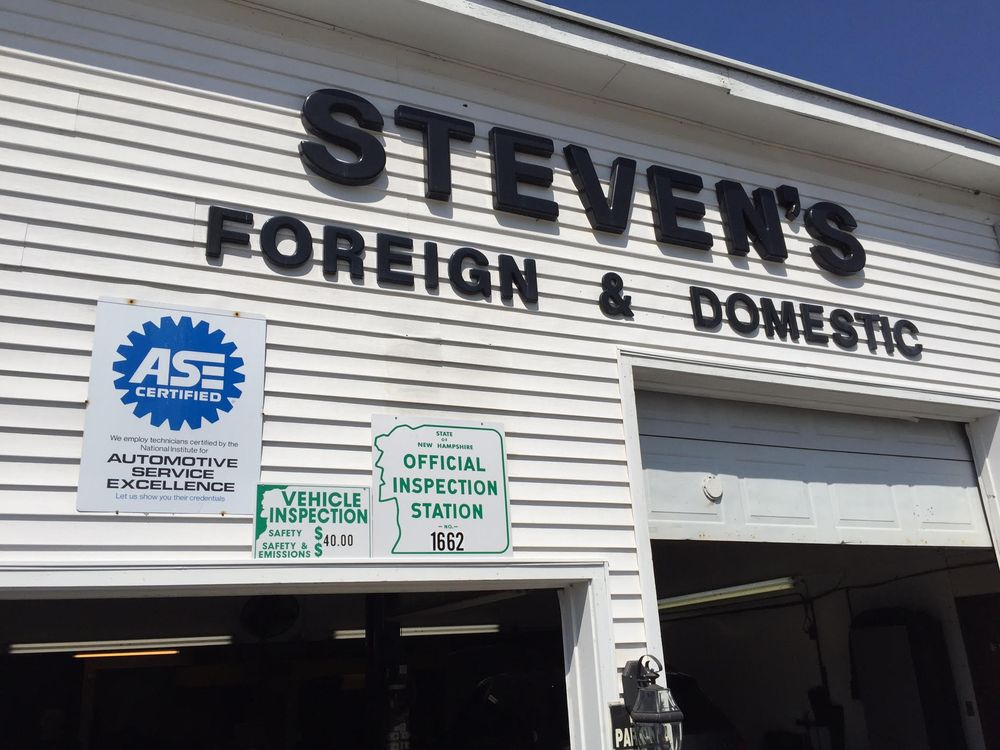 STEVEN'S
FOREIGN & DOMESTIC
ASE
CERTIFIED
We employ technicians certified by the
National Institute for
AUTOMOTIVE
SERVICE
EXCELLENCE
Let us show you their credentials
VEHICLE
INSPECTION
SAFETY $
SAFETY &
EMISSIONS $
40.00
STATE
OF
NEW HAMPSHIRE
OFFICIAL
INSPECTION
STATION
—NO.—
1662